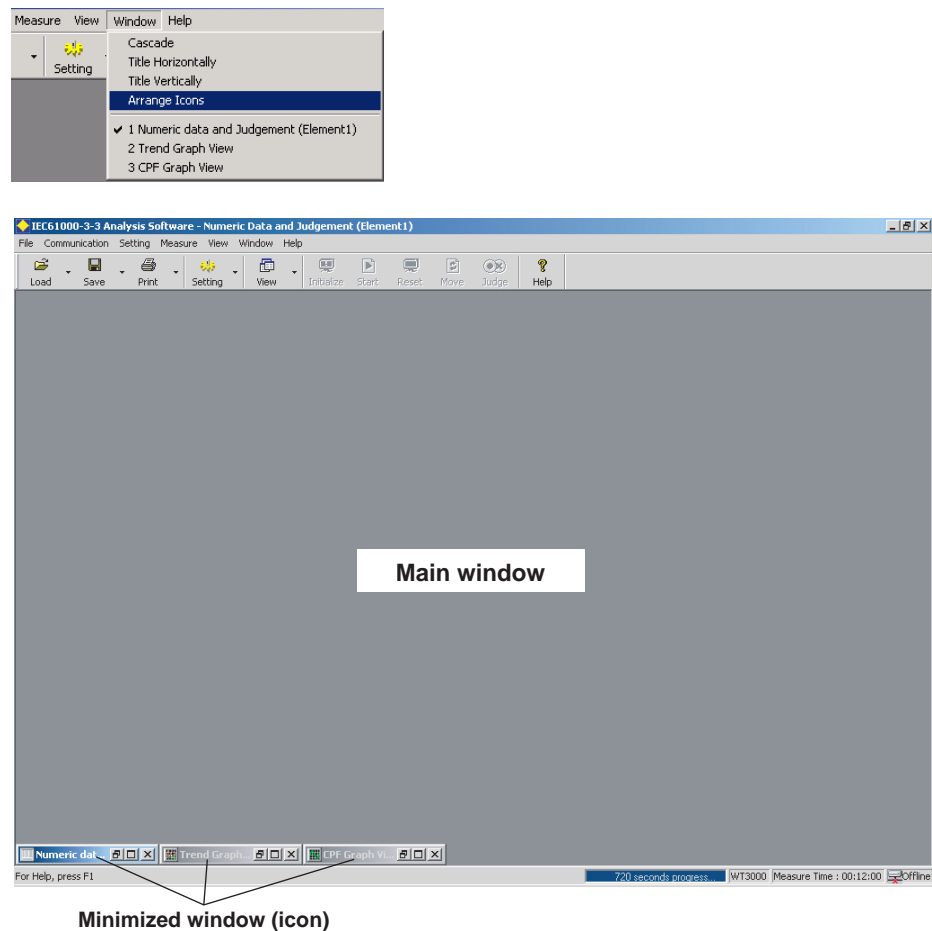 Measure View Window Help
Setting
Cascade
Title Horizontally
Title Vertically
Arrange Icons
✔ 1 Numeric data and Judgement (Element1)
2 Trend Graph View
3 CPF Graph View
IEC61000-3-3 Analysis Software - Numeric Data and Judgement (Element1)
File Communication Setting Measure View Window Help
Load Save Print Setting View Initialize Start Reset Move Judge Help
Main window
Numeric dat... Trend Graph... CPF Graph Vi...
For Help, press F1 720 seconds progress... WT3000 Measure Time : 00:12:00 Offline
Minimized window (icon)